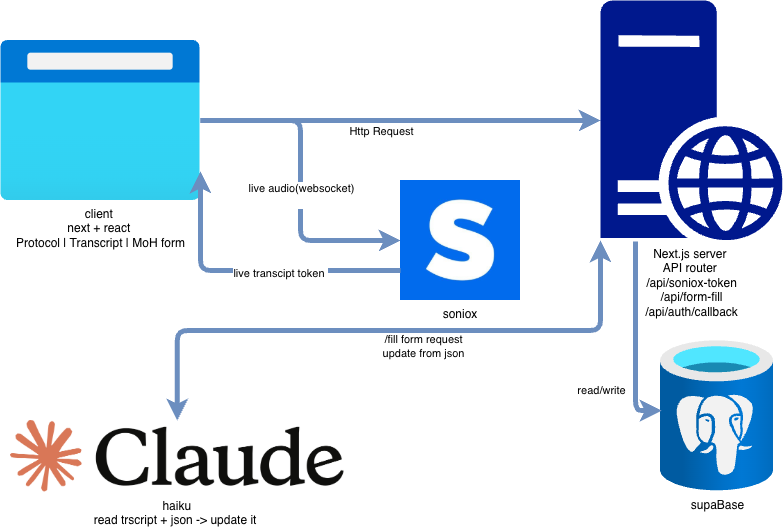 Http Request
live audio(websocket)
S
client
next + react
Protocol | Transcript | MoH form
live transcipt token
soniox
Next.js server
API router
/api/soniox-token
/api/form-fill
/api/auth/callback
/fill form request
update from json
read/write
Claude
haiku
read trscript + json -> update it
supaBase